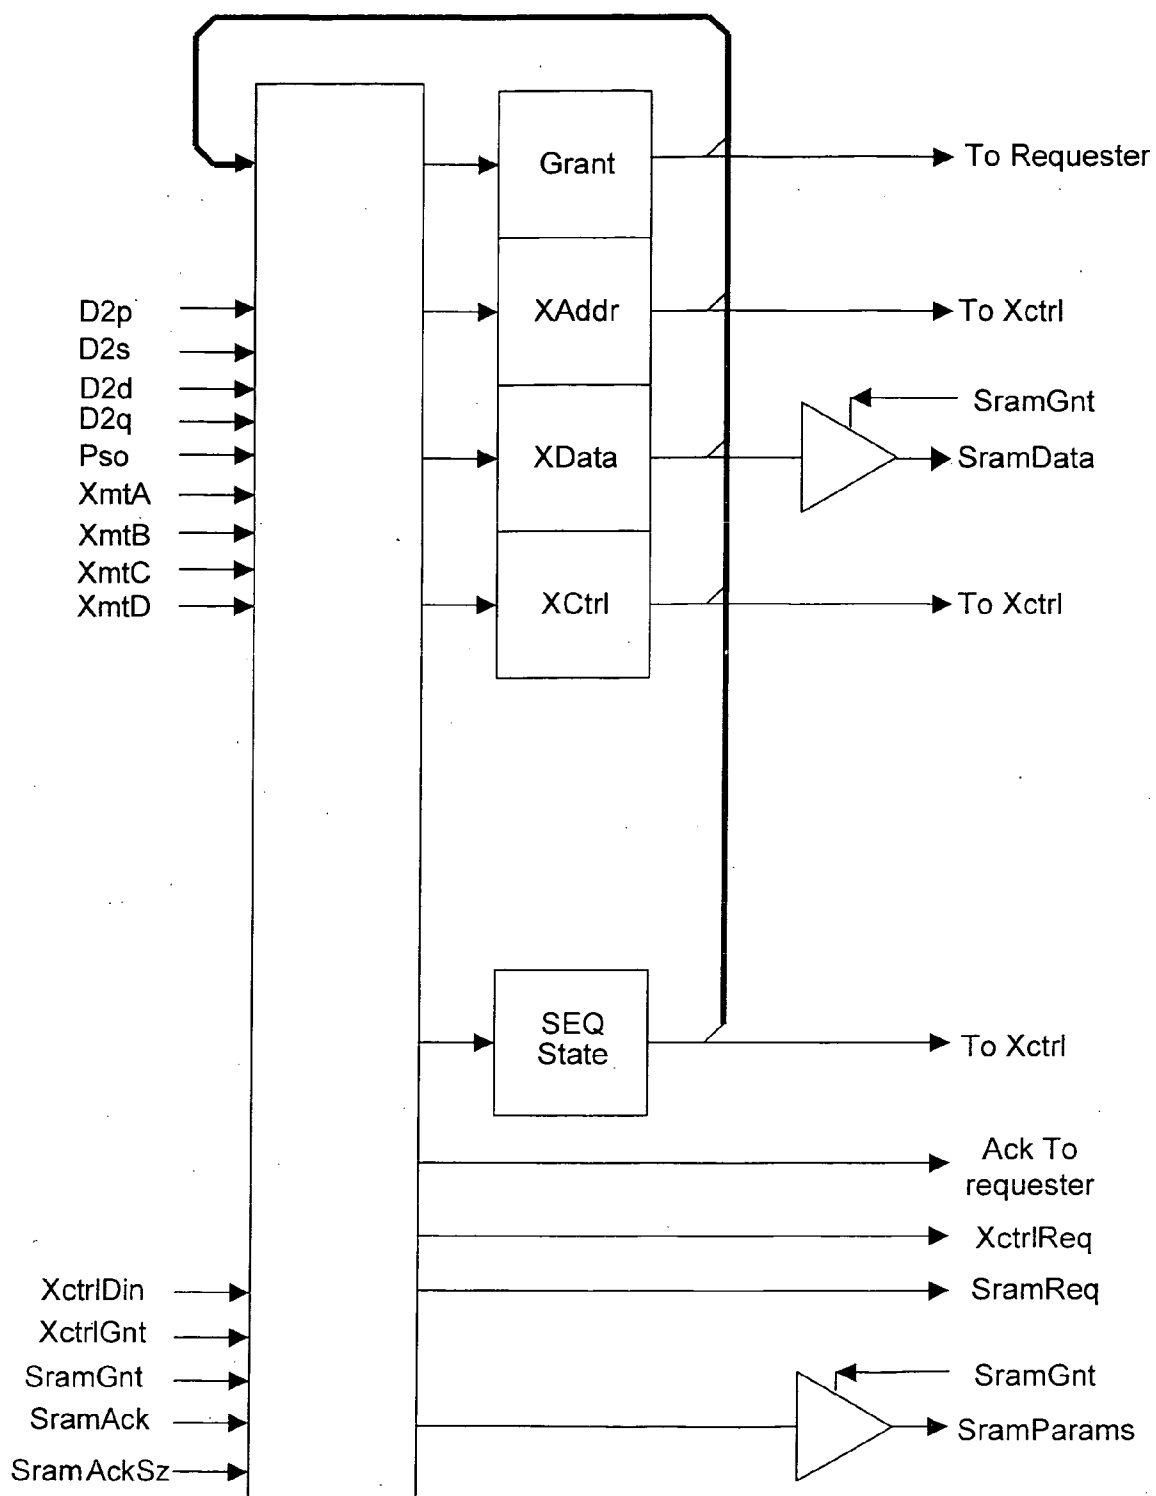 Grant
To Requester
D2p
XAddr
To Xctrl
D2s
D2d
SramGnt
D2q
Pso
XData
SramData
XmtA
XmtB
XmtC
XmtD
XCtrl
To Xctrl
SEQ
State
To Xctrl
Ack To
requester
XctrlReq
XctrlDin
SramReq
XctrlGnt
SramGnt
SramGnt
SramAck
SramParams
SramAckSz